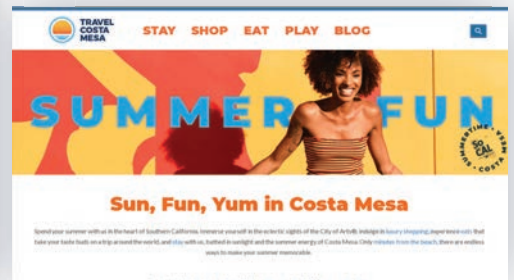 TRAVEL
COSTA
MESA
STAY SHOP EAT PLAY BLOG
SUMMER FUN
SUMMERTIME • COSTA MESA •
SO
CAL
Sun, Fun, Yum in Costa Mesa
Spend your summer with us in the heart of Southern California. Immerse yourself in the eclectic sights of the City of Arts®, indulge in luxury shopping, experience eats that
take your taste buds on a trip around the world, and stay with us, bathed in sunlight and the summer energy of Costa Mesa. Only minutes from the beach, there are endless
ways to make your summer memorable.